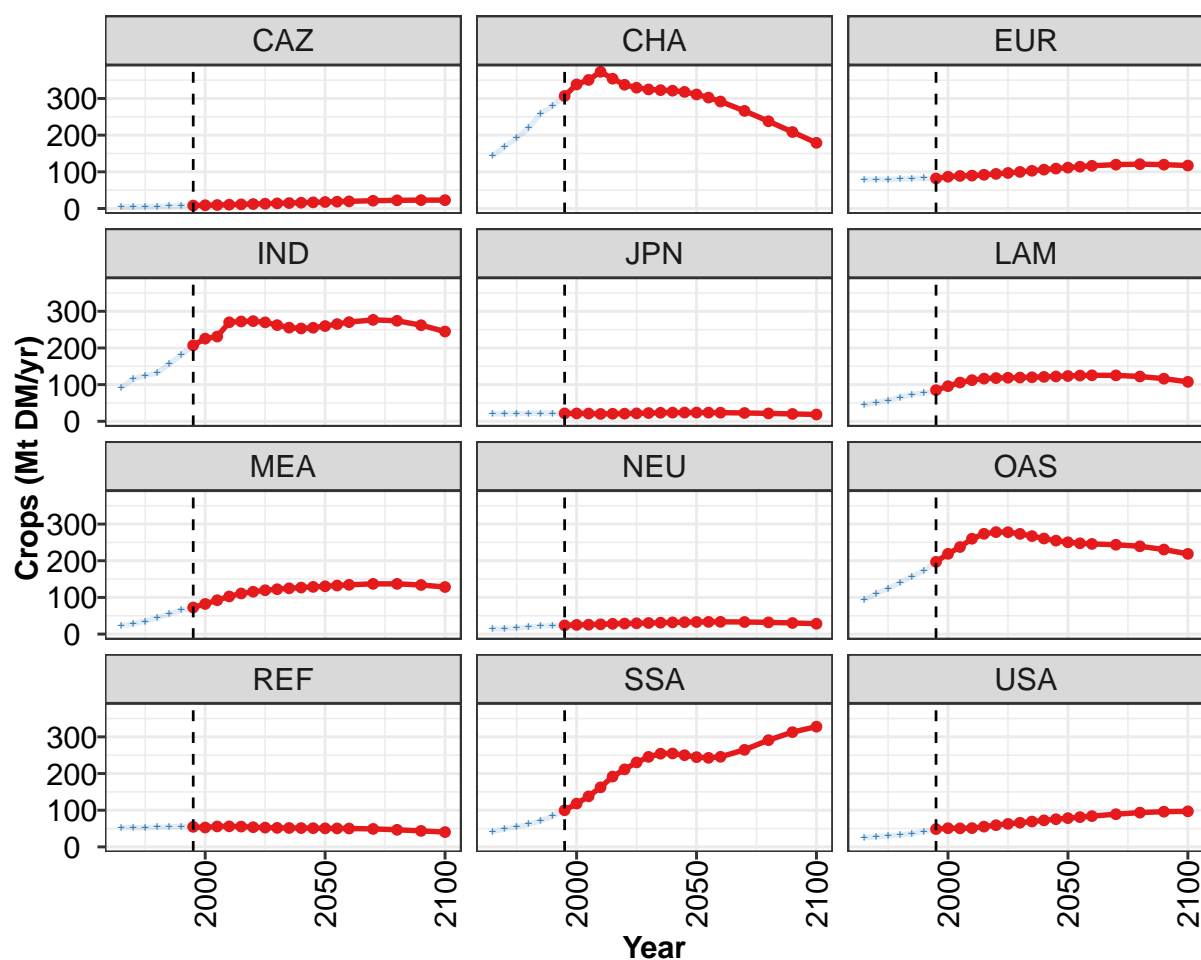 CAZ CHA EUR
300
200
100
0
IND JPN LAM
300
200
100
0
MEA NEU OAS
300
200
100
0
REF SSA USA
300
200
100
0
2000 2050 2100 2000 2050 2100 2000 2050 2100
Year
Crops (Mt DM/yr)